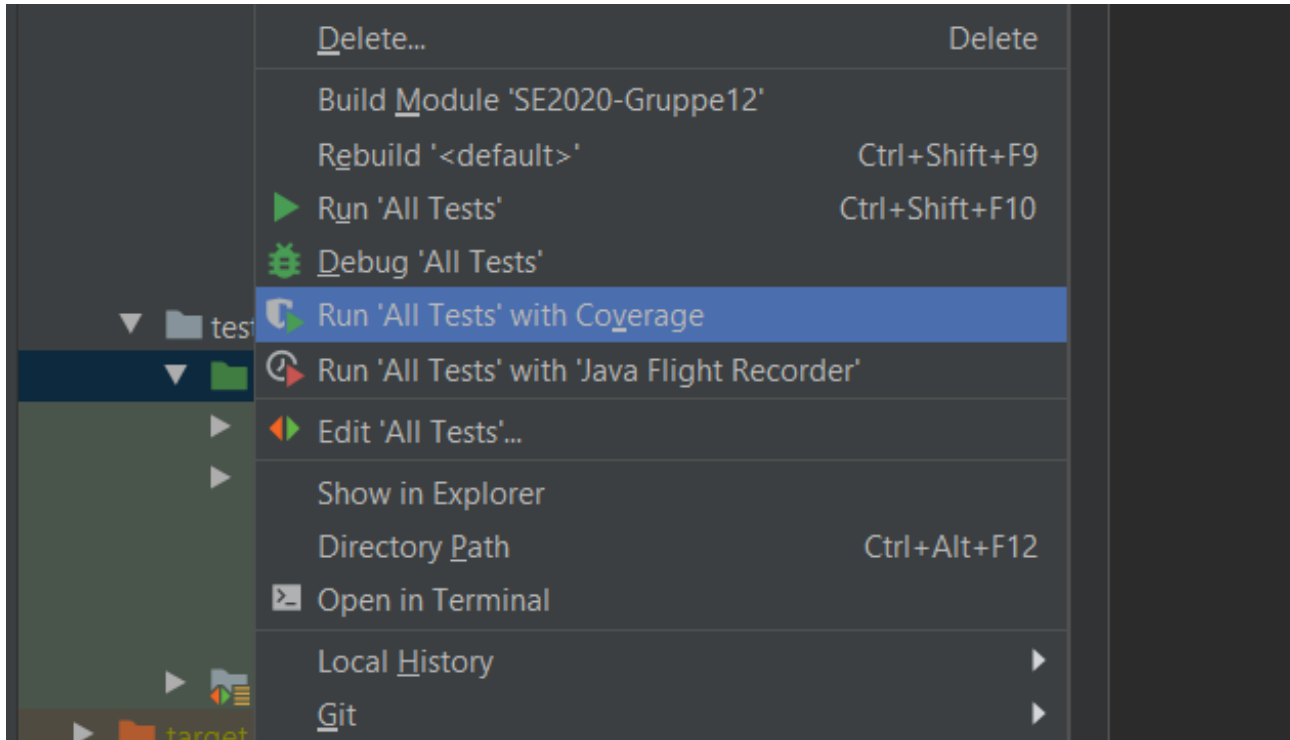 Delete... Delete
Build Module 'SE2020-Gruppe12'
Rebuild '<default>' Ctrl+Shift+F9
Run 'All Tests' Ctrl+Shift+F10
Debug 'All Tests'
Run 'All Tests' with Coverage
tes
Run 'All Tests' with 'Java Flight Recorder'
Edit 'All Tests'...
Show in Explorer
Directory Path Ctrl+Alt+F12
Open in Terminal
Local History
Git
target